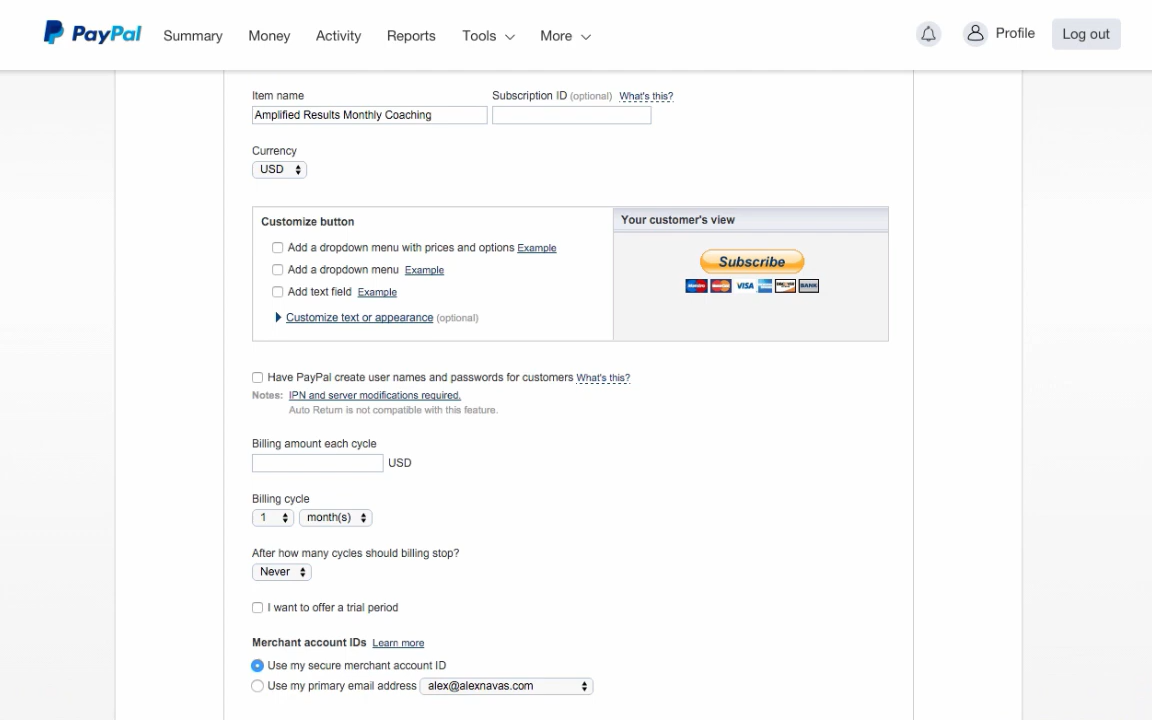 PayPal Summary Money Activity Reports Tools More Profile Log out
Item name Subscription ID (optional) What's this?
Amplified Results Monthly Coaching
Currency
USD
Customize button Your customer's view
Add a dropdown menu with prices and options Example
Subscribe
Add a dropdown menu Example
Maestro VISA BANK
Add text field Example
Customize text or appearance (optional)
Have PayPal create user names and passwords for customers What's this?
Notes: IPN and server modifications required.
Auto Return is not compatible with this feature.
Billing amount each cycle
USD
Billing cycle
1 month(s)
After how many cycles should billing stop?
Never
I want to offer a trial period
Merchant account IDs Learn more
Use my secure merchant account ID
Use my primary email address alex@alexnavas.com